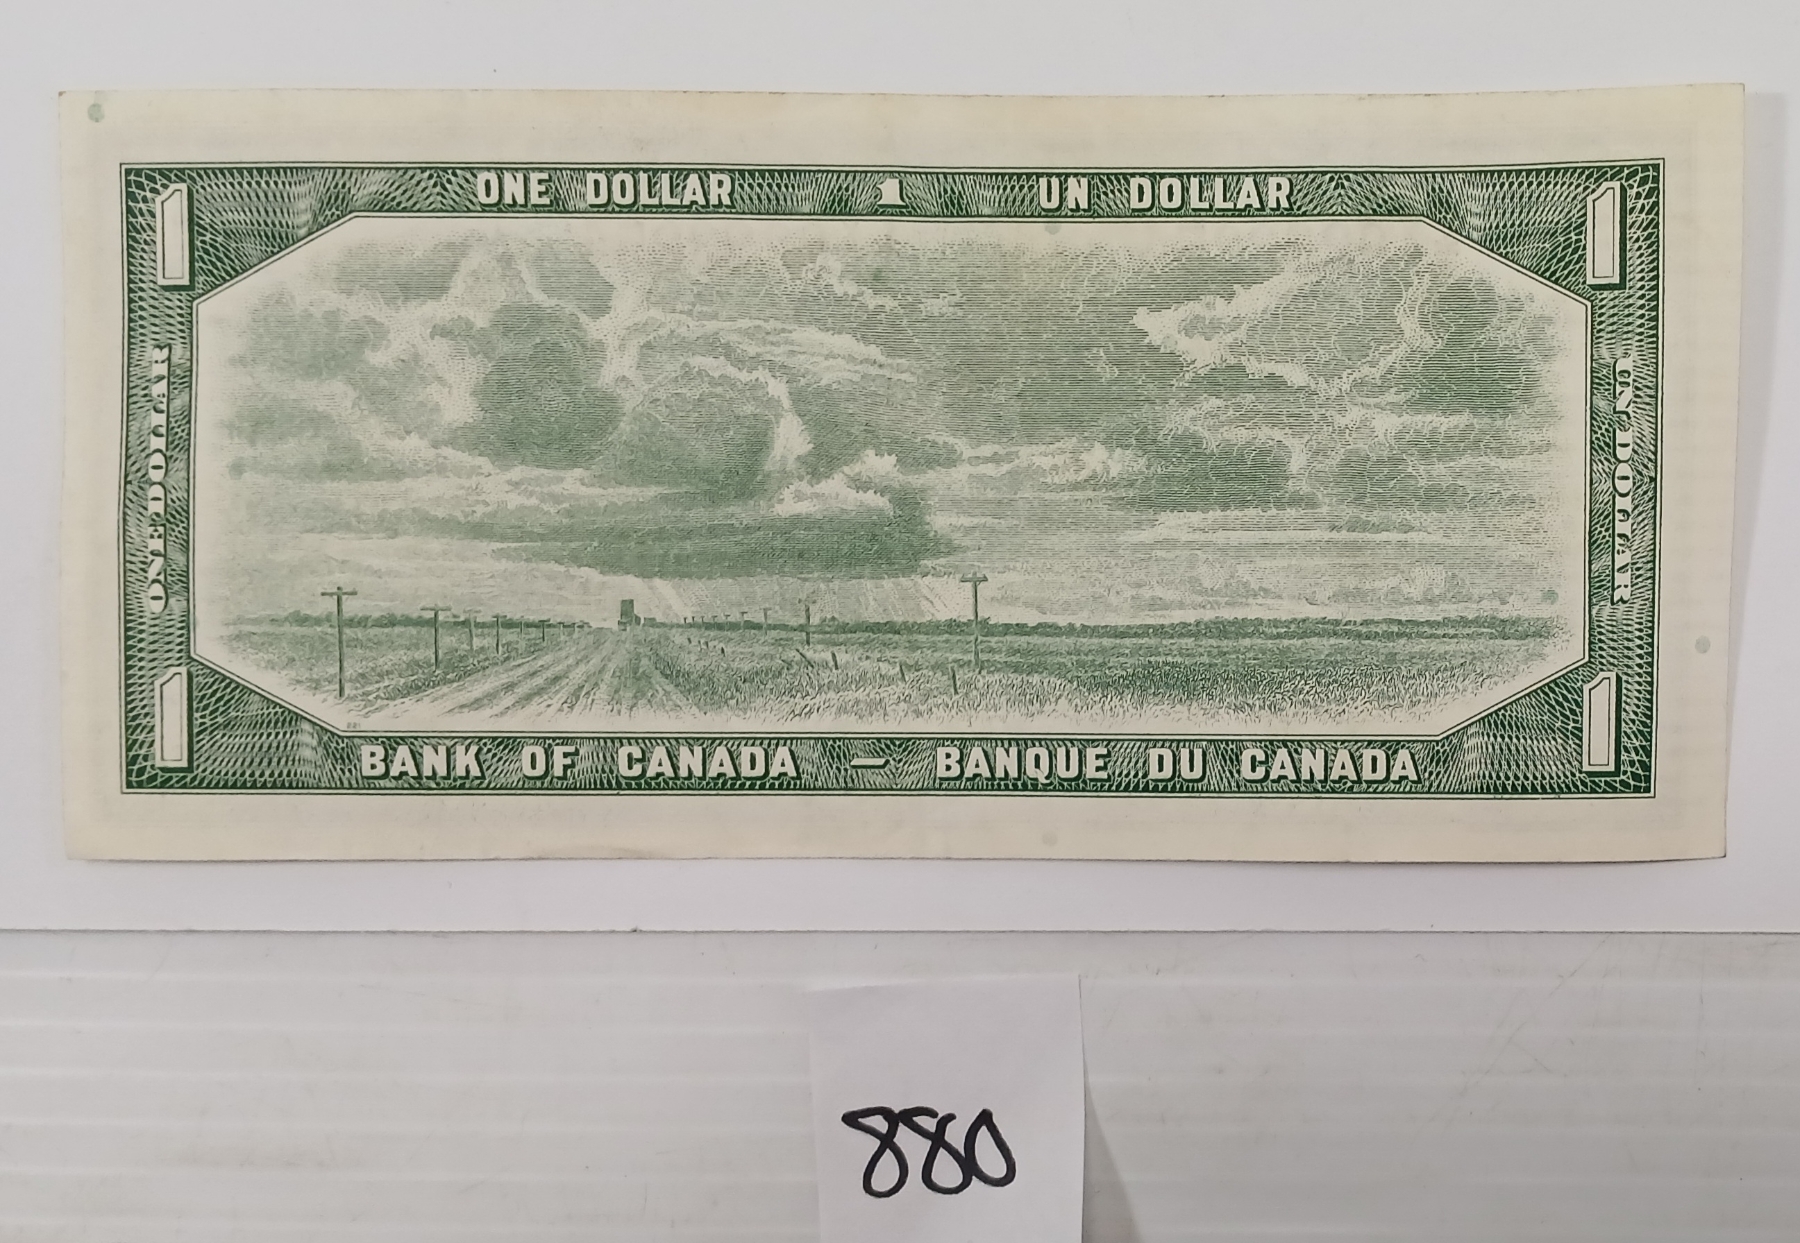 ONE DOLLAR 1 UN DOLLAR
1 1
ONE DOLLAR UN DOLLAR
1 1
BANK OF CANADA — BANQUE DU CANADA
880